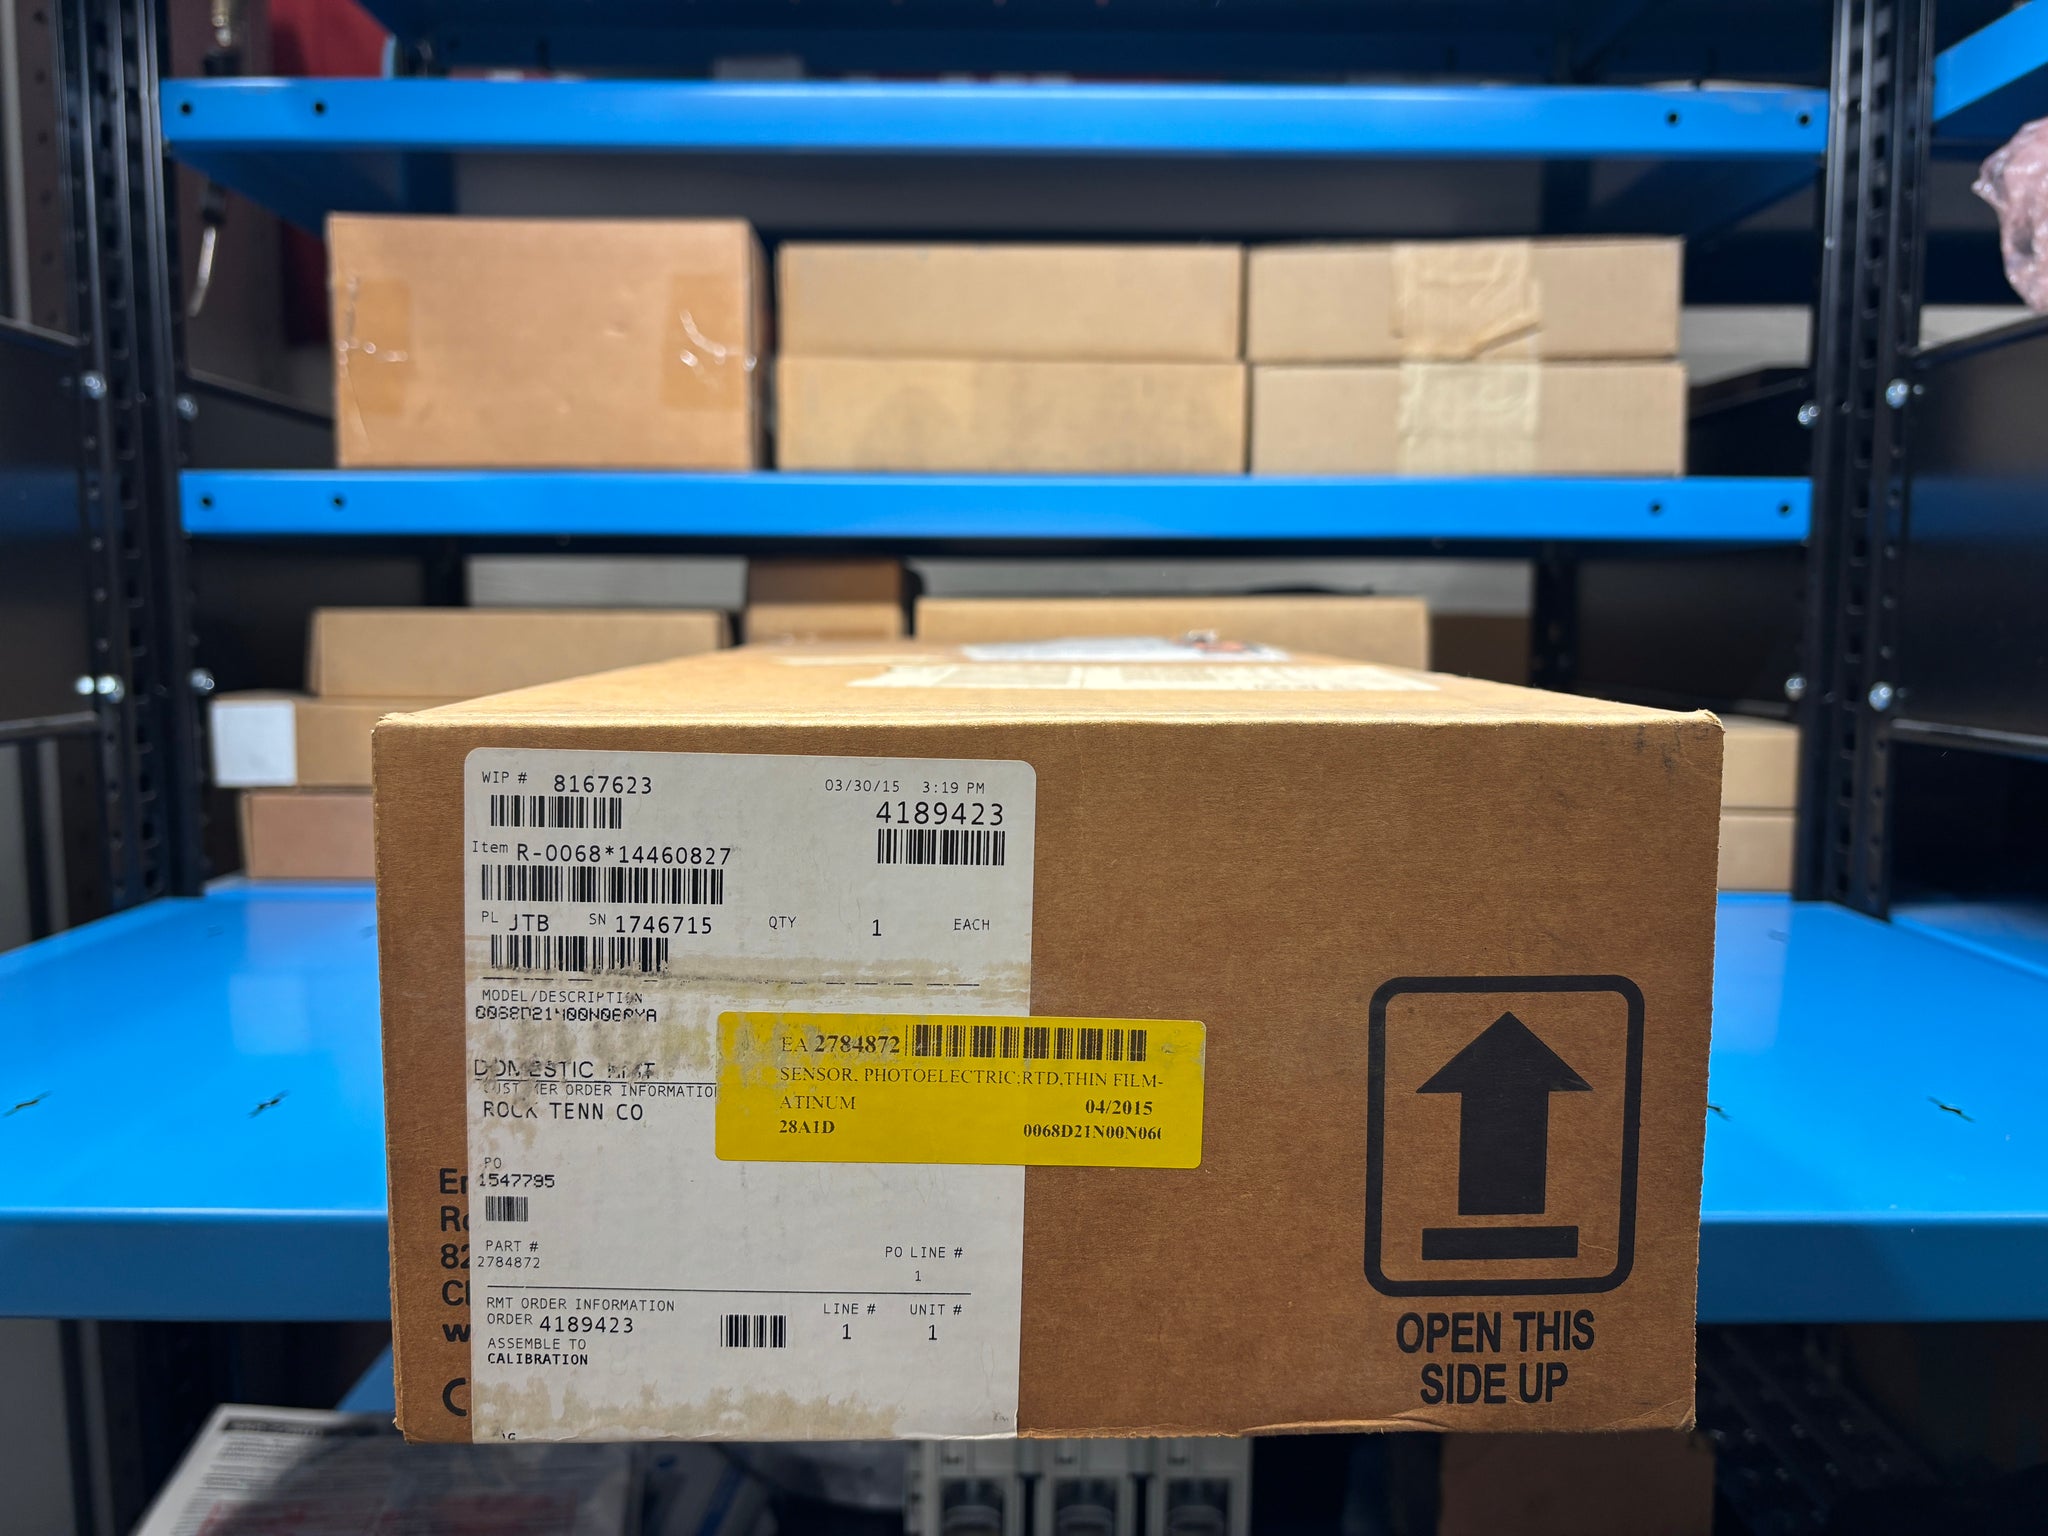 WIP # 8167623
03/30/15 3:19 PM
4189423
Item R-0068*14460827
PL JTB SN 1746715 QTY 1 EACH
MODEL/DESCRIPTION
DOMESTIC
ORDER INFORMATION
ROCK TENN CO
EA 2784872
SENSOR, PHOTOELECTRIC;RTD,THIN FILM-
ATINUM 04/2015
28A1D 0068D21N00N06
PO
1547795
PART # PO LINE #
2784872 1
RMT ORDER INFORMATION LINE # UNIT #
ORDER 4189423 1 1
ASSEMBLE TO
CALIBRATION
OPEN THIS
SIDE UP